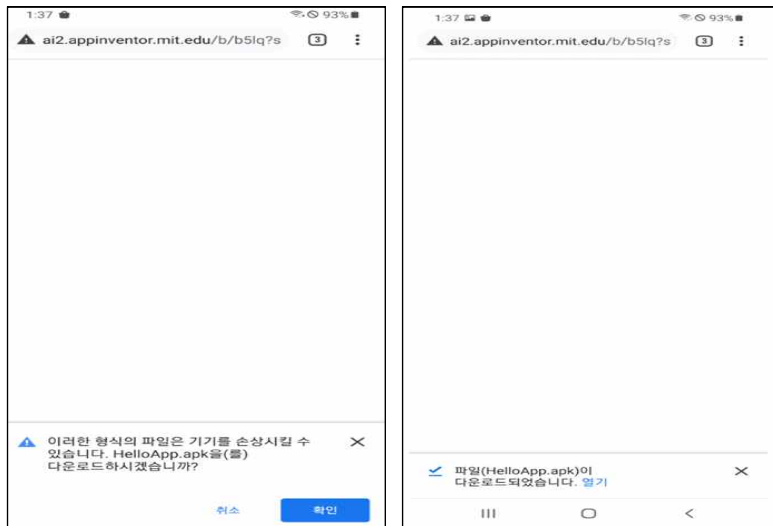 1:37
93%
ai2.appinventor.mit.edu/b/b5lq?s
3
이러한 형식의 파일은 기기를 손상시킬 수
있습니다. HelloApp.apk을(를)
다운로드하시겠습니까?
취소
확인
1:37
93%
ai2.appinventor.mit.edu/b/b5lq?s
3
파일(HelloApp.apk)이
다운로드되었습니다. 열기